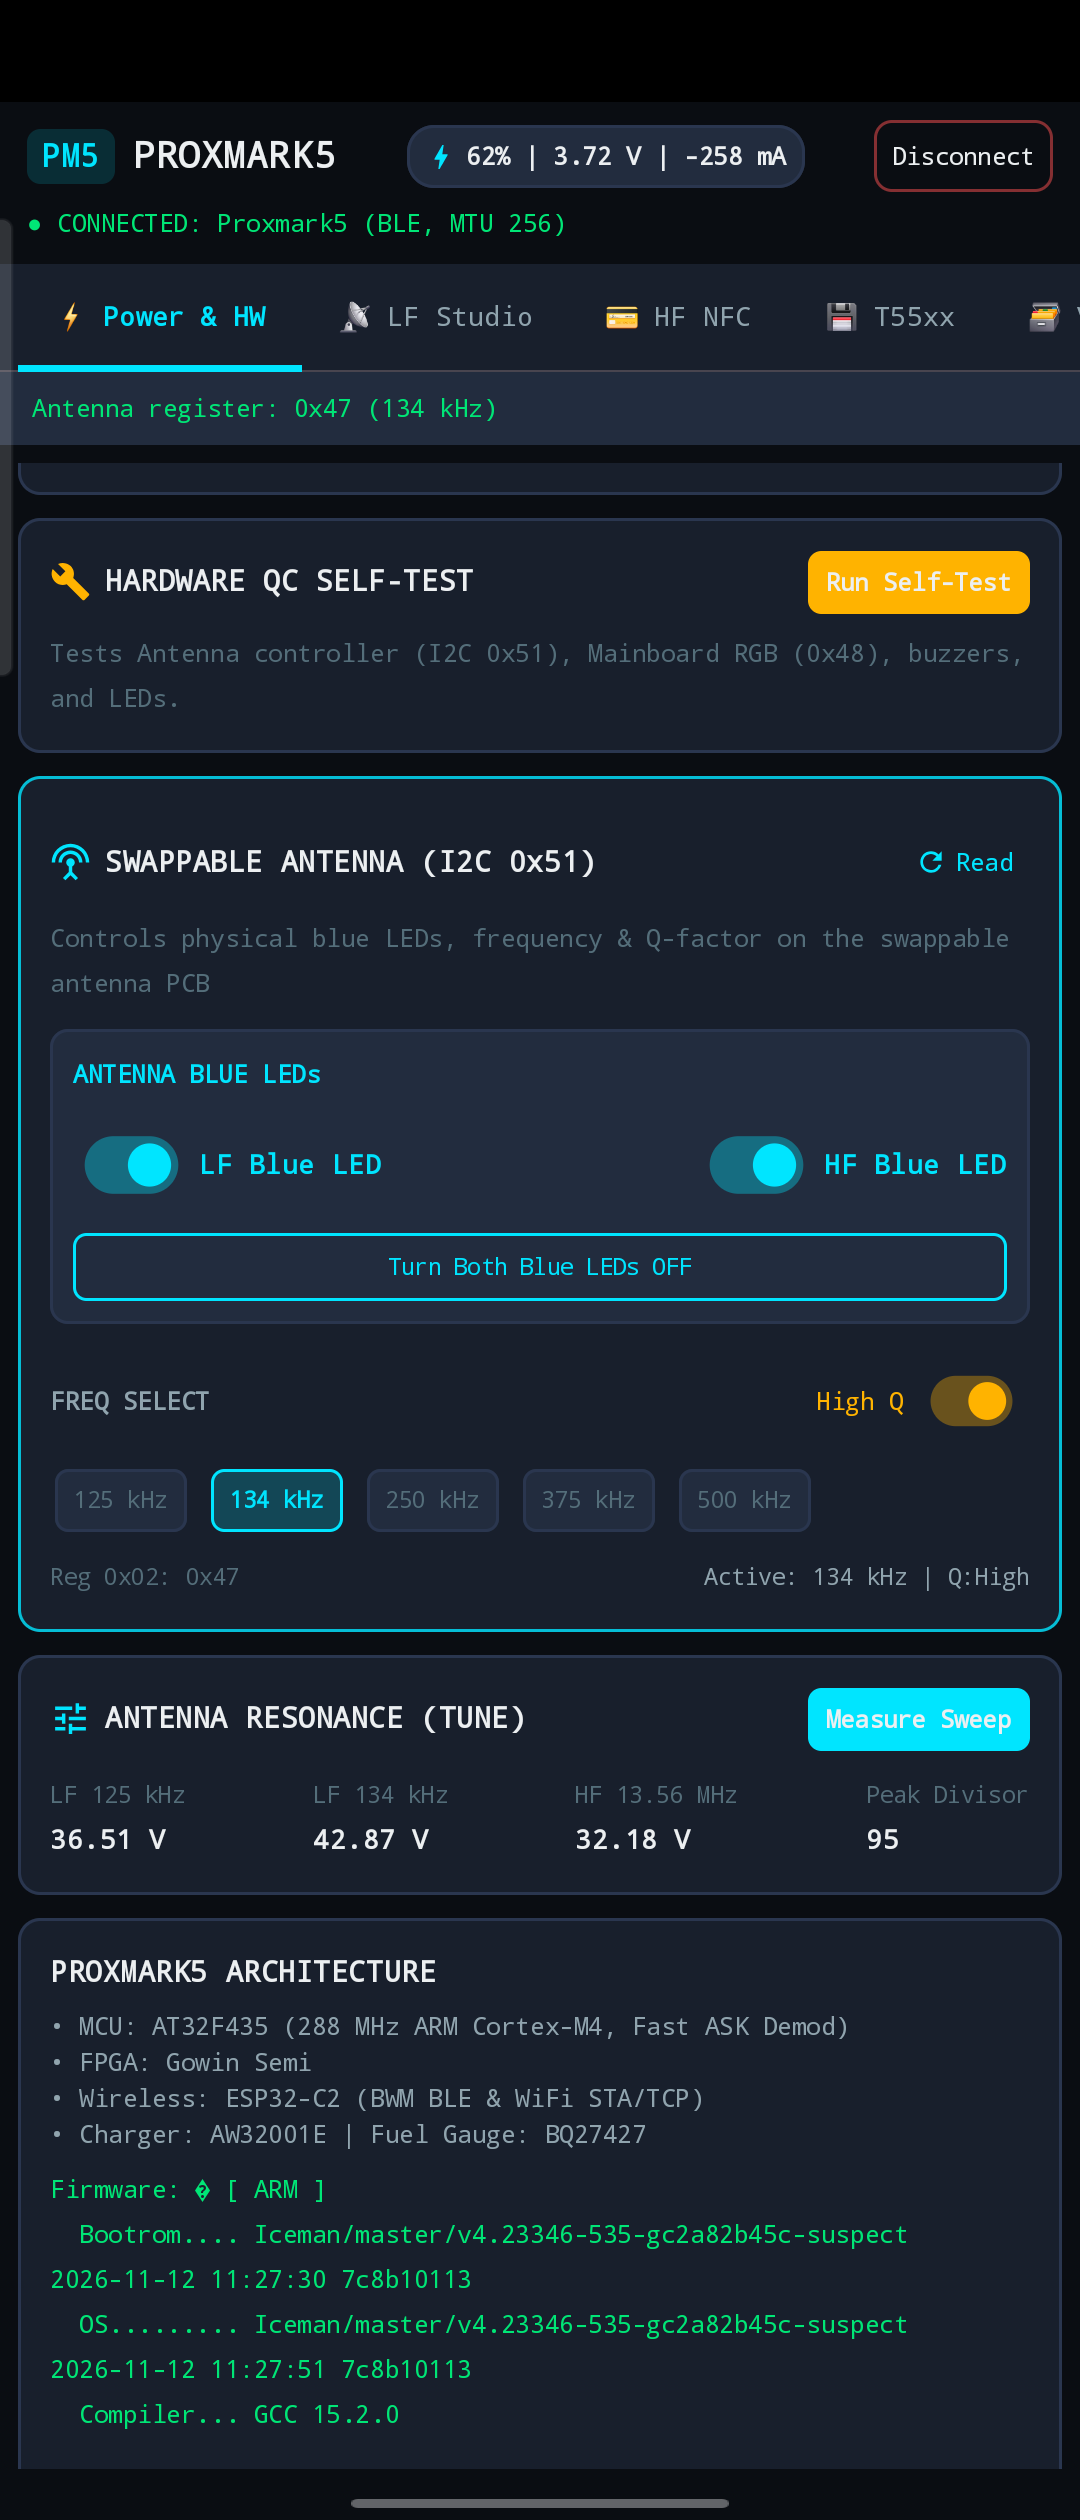 PM5 PROXMARK5 62% | 3.72 V | -258 mA Disconnect
● CONNECTED: Proxmark5 (BLE, MTU 256)
Power & HW LF Studio HF NFC T55xx
Antenna register: 0x47 (134 kHz)
HARDWARE QC SELF-TEST Run Self-Test
Tests Antenna controller (I2C 0x51), Mainboard RGB (0x48), buzzers,
and LEDs.
SWAPPABLE ANTENNA (I2C 0x51) Read
Controls physical blue LEDs, frequency & Q-factor on the swappable
antenna PCB
ANTENNA BLUE LEDs
LF Blue LED HF Blue LED
Turn Both Blue LEDs OFF
FREQ SELECT High Q
125 kHz 134 kHz 250 kHz 375 kHz 500 kHz
Reg 0x02: 0x47 Active: 134 kHz | Q:High
ANTENNA RESONANCE (TUNE) Measure Sweep
LF 125 kHz LF 134 kHz HF 13.56 MHz Peak Divisor
36.51 V 42.87 V 32.18 V 95
PROXMARK5 ARCHITECTURE
• MCU: AT32F435 (288 MHz ARM Cortex-M4, Fast ASK Demod)
• FPGA: Gowin Semi
• Wireless: ESP32-C2 (BWM BLE & WiFi STA/TCP)
• Charger: AW32001E | Fuel Gauge: BQ27427
Firmware: � [ ARM ]
Bootrom.... Iceman/master/v4.23346-535-gc2a82b45c-suspect
2026-11-12 11:27:30 7c8b10113
OS......... Iceman/master/v4.23346-535-gc2a82b45c-suspect
2026-11-12 11:27:51 7c8b10113
Compiler... GCC 15.2.0